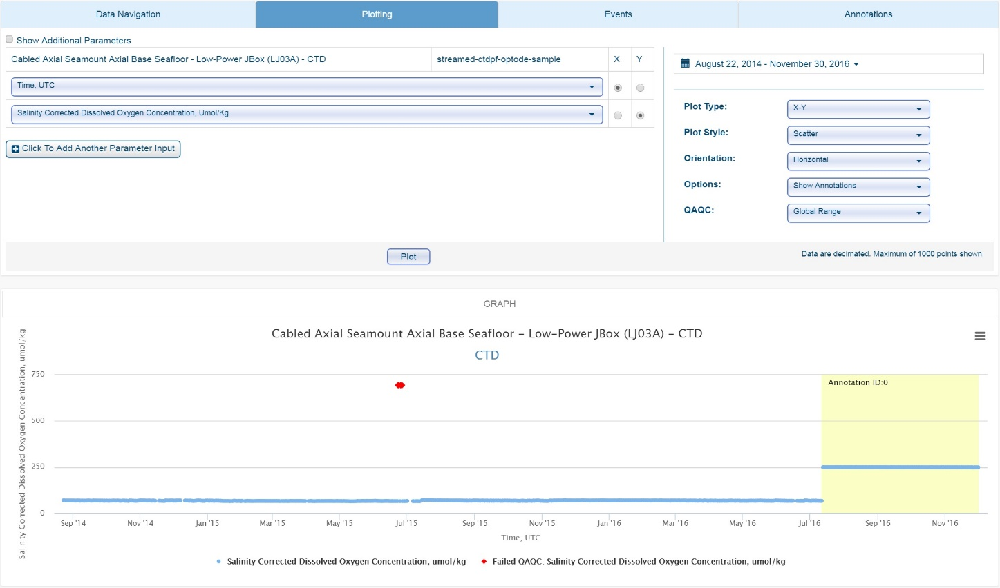 Data Navigation
Plotting
Events
Annotations
Show Additional Parameters
Cabled Axial Seamount Axial Base Seafloor - Low-Power JBox (LJ03A) - CTD
streamed-ctdpf-optode-sample
X
Y
August 22, 2014 - November 30, 2016
Time, UTC
Salinity Corrected Dissolved Oxygen Concentration, Umol/Kg
Click To Add Another Parameter Input
Plot Type:
X-Y
Plot Style:
Scatter
Orientation:
Horizontal
Options:
Show Annotations
QAQC:
Global Range
Plot
Data are decimated. Maximum of 1000 points shown.
GRAPH
Cabled Axial Seamount Axial Base Seafloor - Low-Power JBox (LJ03A) - CTD
CTD
Salinity Corrected Dissolved Oxygen Concentration, umol/kg
750
500
250
0
Annotation ID:0
Sep '14
Nov '14
Jan '15
Mar '15
May '15
Jul '15
Sep '15
Nov '15
Jan '16
Mar '16
May '16
Jul '16
Sep '16
Nov '16
Time, UTC
Salinity Corrected Dissolved Oxygen Concentration, umol/kg
Failed QAQC: Salinity Corrected Dissolved Oxygen Concentration, umol/kg